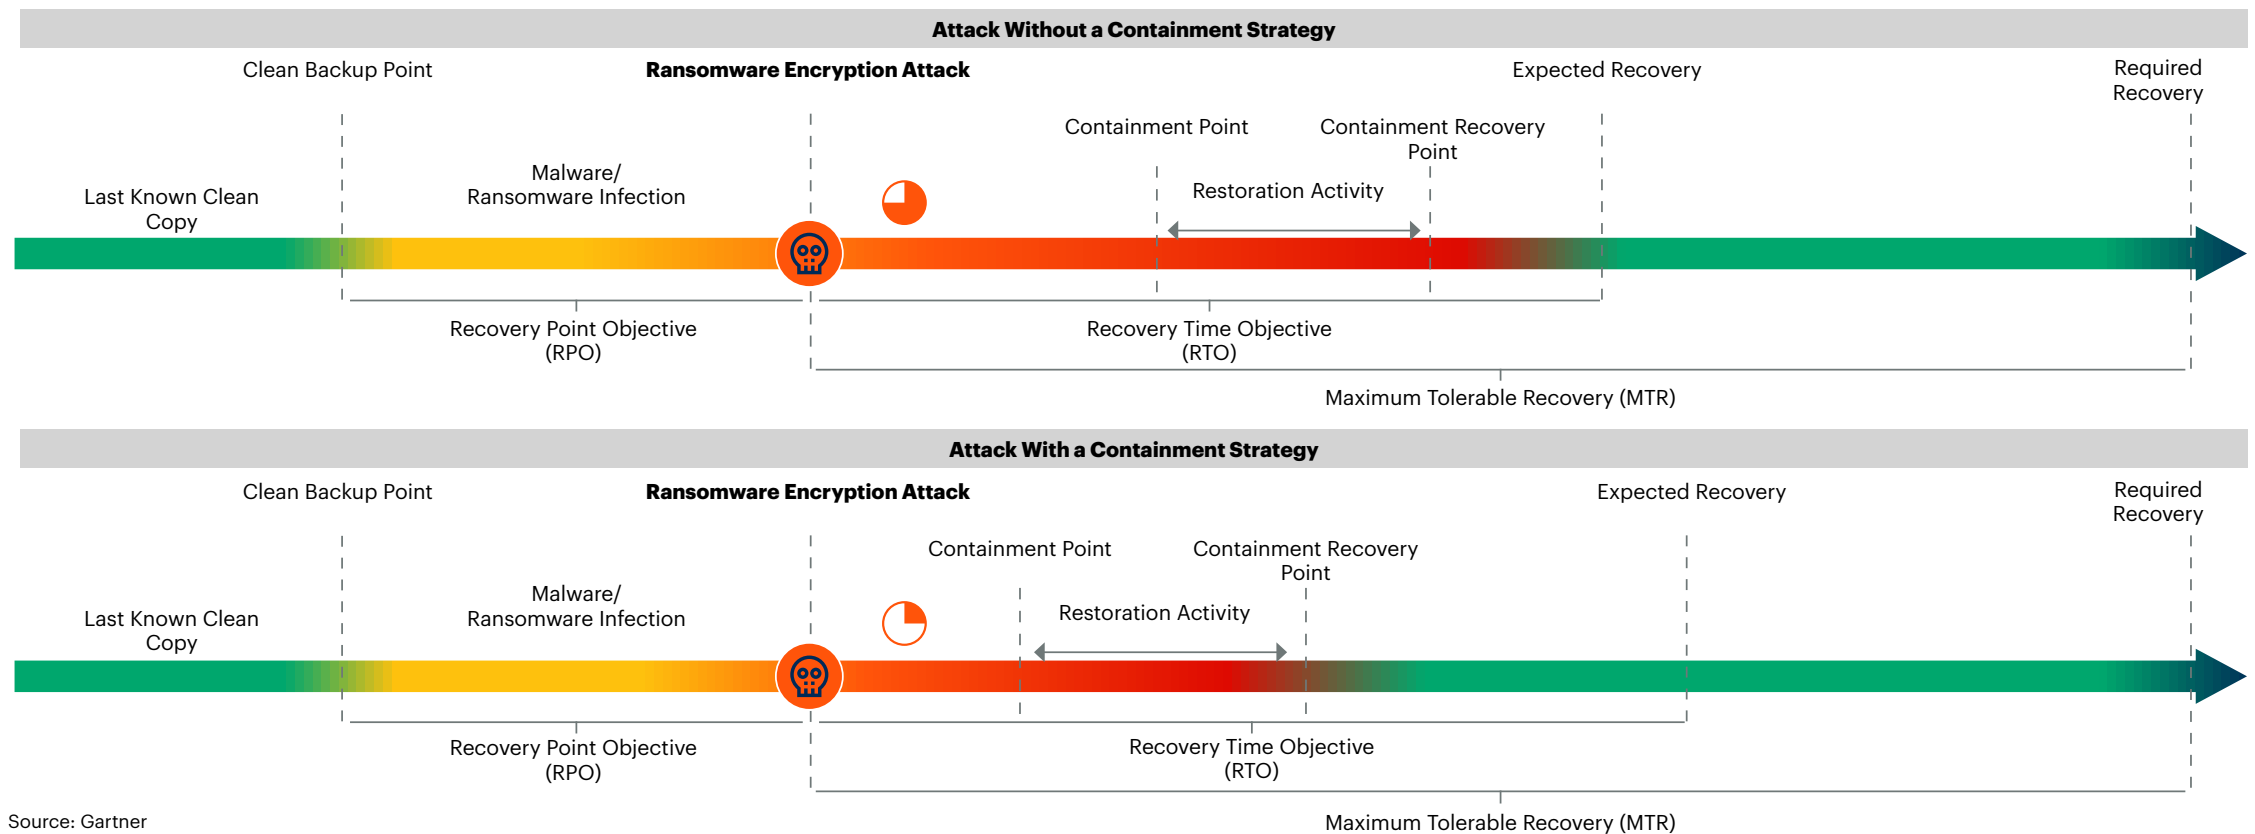 Attack Without a Containment Strategy
Clean Backup Point
Ransomware Encryption Attack
Expected Recovery
Required
Recovery
Containment Point
Containment Recovery
Point
Malware/
Ransomware Infection
Restoration Activity
Last Known Clean
Copy
Recovery Point Objective
(RPO)
Recovery Time Objective
(RTO)
Maximum Tolerable Recovery (MTR)
Attack With a Containment Strategy
Clean Backup Point
Ransomware Encryption Attack
Expected Recovery
Required
Recovery
Containment Point
Containment Recovery
Point
Malware/
Ransomware Infection
Restoration Activity
Last Known Clean
Copy
Recovery Point Objective
(RPO)
Recovery Time Objective
(RTO)
Maximum Tolerable Recovery (MTR)
Source: Gartner